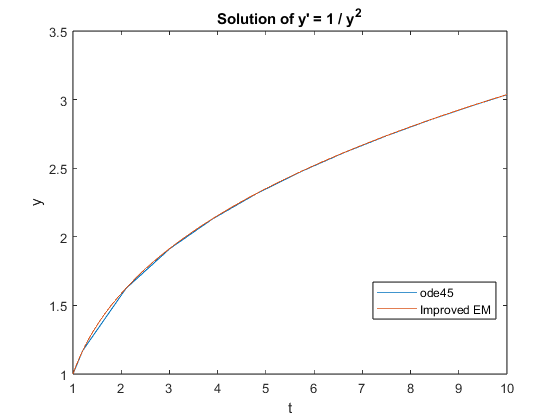 Solution of y' = 1 / y2
3.5
3
2.5
2
1.5
1
y
ode45
Improved EM
1 2 3 4 5 6 7 8 9 10
t